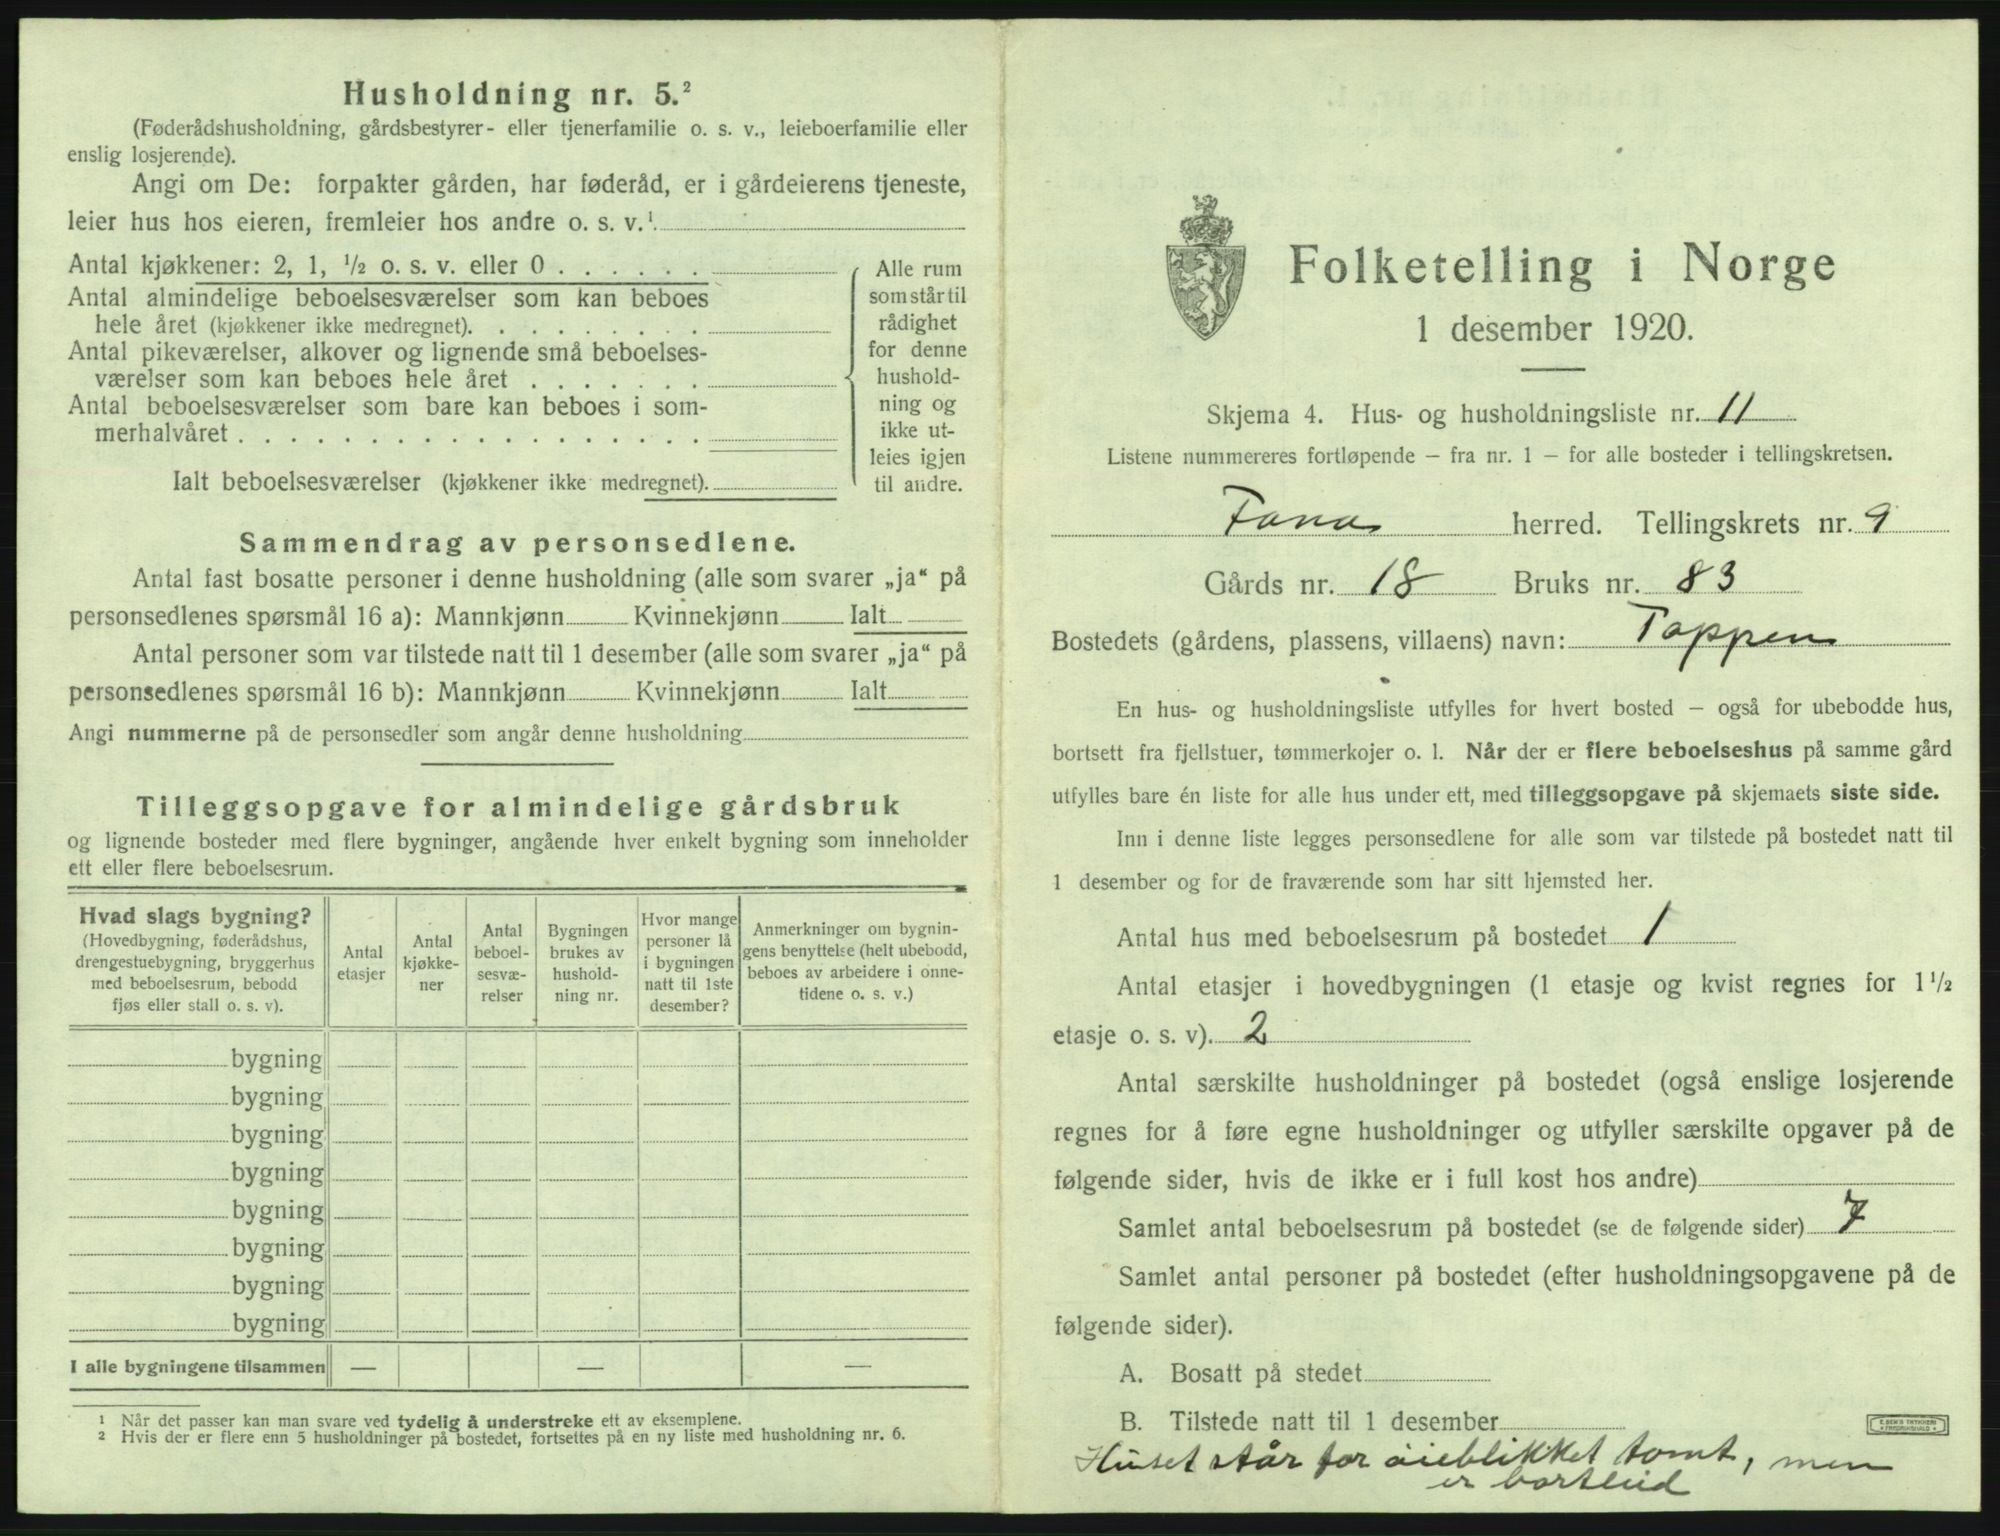 Husholdning nr. 5.²
(Føderådshusholdning, gårdsbestyrer- eller tjenerfamilie o. s. v., leieboerfamilie eller
enslig losjerende).
Angi om De: forpakter gården, har føderåd, er i gårdeierens tjeneste,
leier hus hos eieren, fremleier hos andre o. s. v.¹
Antal kjøkkener: 2, 1, ½ o. s. v. eller 0 . . . . . .
Antal almindelige beboelsesværelser som kan beboes
hele året (kjøkkener ikke medregnet). . . . . . . . .
Antal pikeværelser, alkover og lignende små beboelses-
værelser som kan beboes hele året . . . . . . .
Antal beboelsesværelser som bare kan beboes i som-
merhalvåret . . . . . . . . . . . . . . . . . .
Ialt beboelsesværelser (kjøkkener ikke medregnet).
Alle rum
som står til
rådighet
for denne
hushold-
ning og
ikke ut-
leies igjen
til andre.
Sammendrag av personsedlene.
Antal fast bosatte personer i denne husholdning (alle som svarer „ja“ på
personsedlenes spørsmål 16 a): Mannkjønn Kvinnekjønn Ialt
Antal personer som var tilstede natt til 1 desember (alle som svarer „ja“ på
personsedlenes spørsmål 16 b): Mannkjønn Kvinnekjønn Ialt
Angi nummerne på de personsedler som angår denne husholdning
Tilleggsopgave for almindelige gårdsbruk
og lignende bosteder med flere bygninger, angående hver enkelt bygning som inneholder
ett eller flere beboelsesrum.
Hvad slags bygning?
(Hovedbygning, føderådshus,
drengestuebygning, bryggerhus
med beboelsesrum, bebodd
fjøs eller stall o. s. v).
Antal
etasjer
Antal
kjøkke-
ner
Antal
beboel-
sesvæ-
relser
Bygningen
brukes av
hushold-
ning nr.
Hvor mange
personer lå
i bygningen
natt til 1ste
desember?
Anmerkninger om bygnin-
gens benyttelse (helt ubebodd,
beboes av arbeidere i onne-
tidene o. s. v.)
bygning
bygning
bygning
bygning
bygning
bygning
bygning
bygning
I alle bygningene tilsammen — — —
¹ Når det passer kan man svare ved tydelig å understreke ett av eksemplene.
² Hvis der er flere enn 5 husholdninger på bostedet, fortsettes på en ny liste med husholdning nr. 6.
Folketelling i Norge
1 desember 1920.
Skjema 4. Hus- og husholdningsliste nr. 11
Listene nummereres fortløpende – fra nr. 1 – for alle bosteder i tellingskretsen.
Fana herred. Tellingskrets nr. 9
Gårds nr. 18 Bruks nr. 83
Bostedets (gårdens, plassens, villaens) navn: Toppen
En hus- og husholdningsliste utfylles for hvert bosted – også for ubebodde hus,
bortsett fra fjellstuer, tømmerkojer o. l. Når der er flere beboelseshus på samme gård
utfylles bare én liste for alle hus under ett, med tilleggsopgave på skjemaets siste side.
Inn i denne liste legges personsedlene for alle som var tilstede på bostedet natt til
1 desember og for de fraværende som har sitt hjemsted her.
Antal hus med beboelsesrum på bostedet 1
Antal etasjer i hovedbygningen (1 etasje og kvist regnes for 1½
etasje o. s. v). 2
Antal særskilte husholdninger på bostedet (også enslige losjerende
regnes for å føre egne husholdninger og utfyller særskilte opgaver på de
følgende sider, hvis de ikke er i full kost hos andre)
Samlet antal beboelsesrum på bostedet (se de følgende sider) 7
Samlet antal personer på bostedet (efter husholdningsopgavene på de
følgende sider).
A. Bosatt på stedet
B. Tilstede natt til 1 desember
Huset står for øieblikket tomt, men
er bortleid